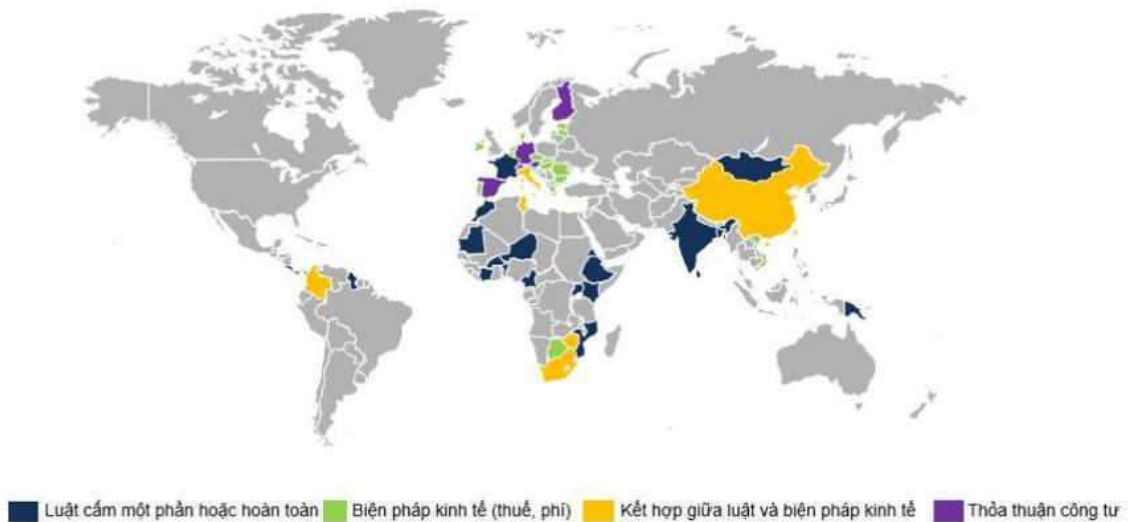 Luật cấm một phần hoặc hoàn toàn Biện pháp kinh tế (thuế, phí) Kết hợp giữa luật và biện pháp kinh tế Thỏa thuận công tư